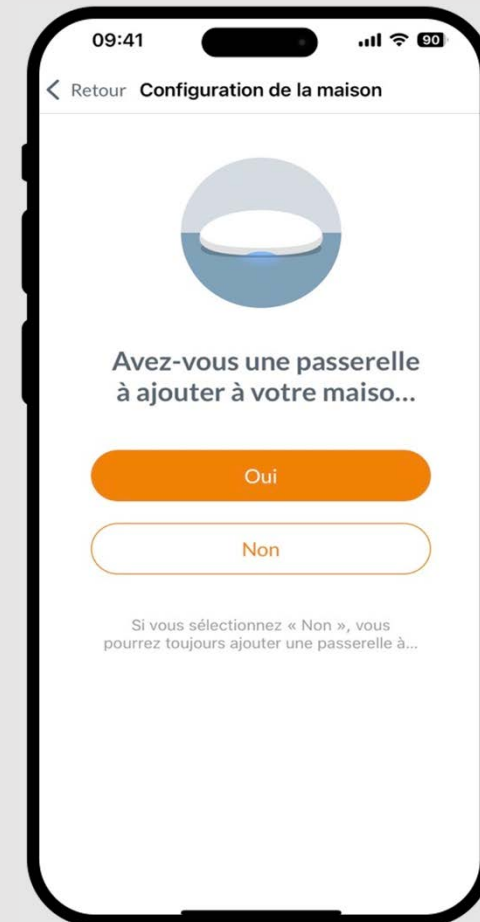 09:41
90
Retour Configuration de la maison
Avez-vous une passerelle
à ajouter à votre maiso...
Oui
Non
Si vous sélectionnez « Non », vous
pourrez toujours ajouter une passerelle à...